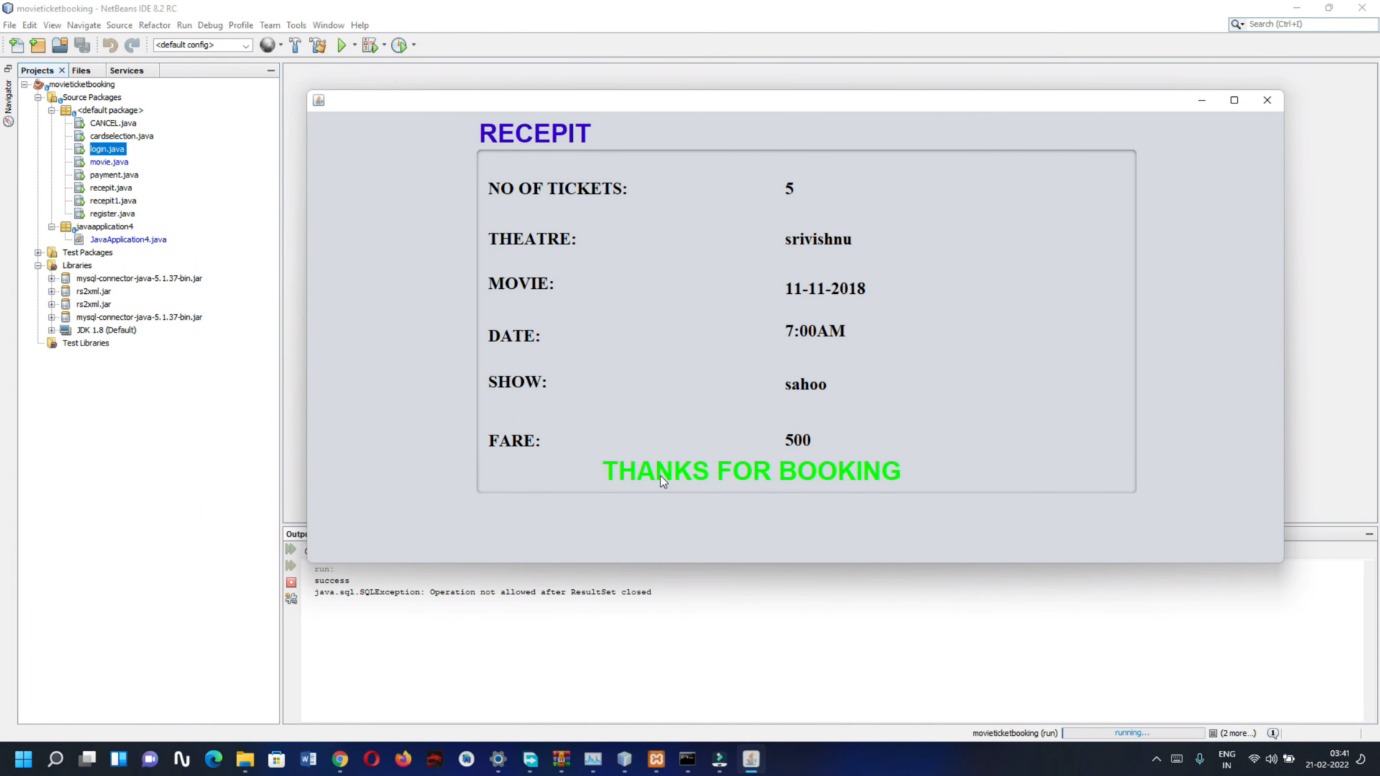 movieticketbooking - NetBeans IDE 8.2 RC
File Edit View Navigate Source Refactor Run Debug Profile Team Tools Window Help
Search (Ctrl+I)
<default config>
Projects Files Services
Navigator
movieticketbooking
Source Packages
<default package>
CANCEL.java
cardselection.java
login.java
movie.java
payment.java
recepit.java
recepit1.java
register.java
javaapplication4
JavaApplication4.java
Test Packages
Libraries
mysql-connector-java-5.1.37-bin.jar
rs2xml.jar
rs2xml.jar
mysql-connector-java-5.1.37-bin.jar
JDK 1.8 (Default)
Test Libraries
RECEPIT
NO OF TICKETS: 5
THEATRE: srivishnu
MOVIE: 11-11-2018
DATE: 7:00AM
SHOW: sahoo
FARE: 500
THANKS FOR BOOKING
Outp
run:
success
java.sql.SQLException: Operation not allowed after ResultSet closed
movieticketbooking (run) running... (2 more...)
ENG IN
03:41
21-02-2022